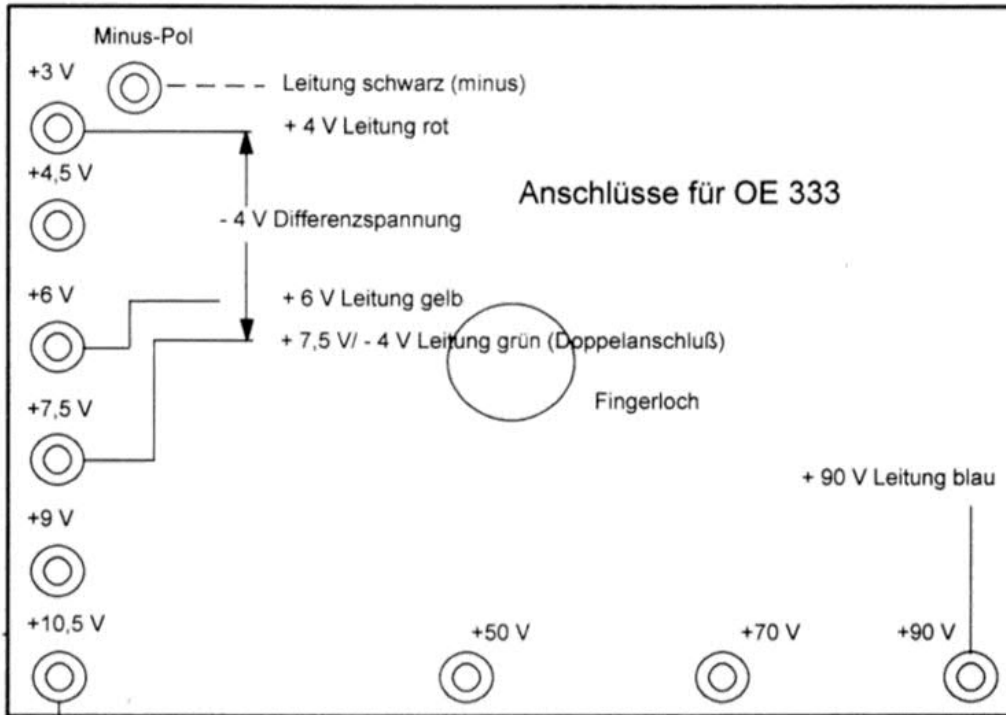 Minus-Pol
+3 V
Leitung schwarz (minus)
+ 4 V Leitung rot
+4,5 V
Anschlüsse für OE 333
- 4 V Differenzspannung
+6 V
+ 6 V Leitung gelb
+ 7,5 V/ - 4 V Leitung grün (Doppelanschluß)
+7,5 V
Fingerloch
+ 90 V Leitung blau
+9 V
+10,5 V
+50 V
+70 V
+90 V